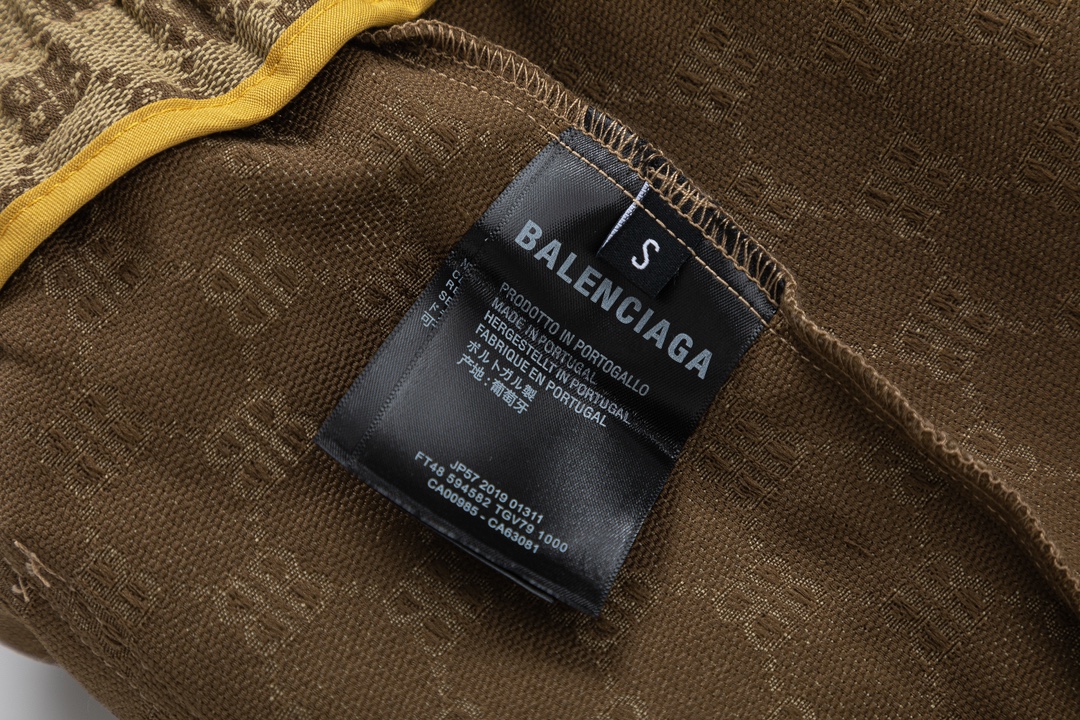 S
BALENCIAGA
PRODOTTO IN PORTOGALLO
MADE IN PORTUGAL
HERGESTELLT IN PORTUGAL
FABRIQUE EN PORTUGAL
ポルトガル製
产地：葡萄牙
JP57 2019 01311
FT48 594582 TGV79 1000
CA00985 - CA63081